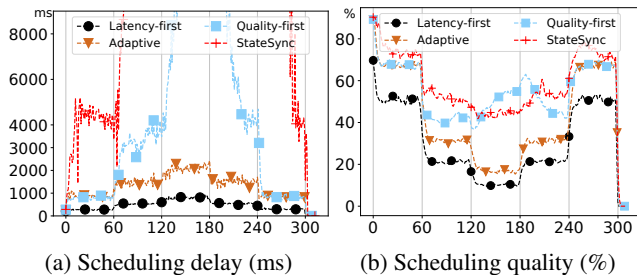 ms
Latency-first
Quality-first
Adaptive
StateSync
8000
6000
4000
3000
2000
1000
0
0 60 120 180 240 300
(a) Scheduling delay (ms)
%
Latency-first
Quality-first
Adaptive
StateSync
80
60
40
20
0
0 60 120 180 240 300
(b) Scheduling quality (%)